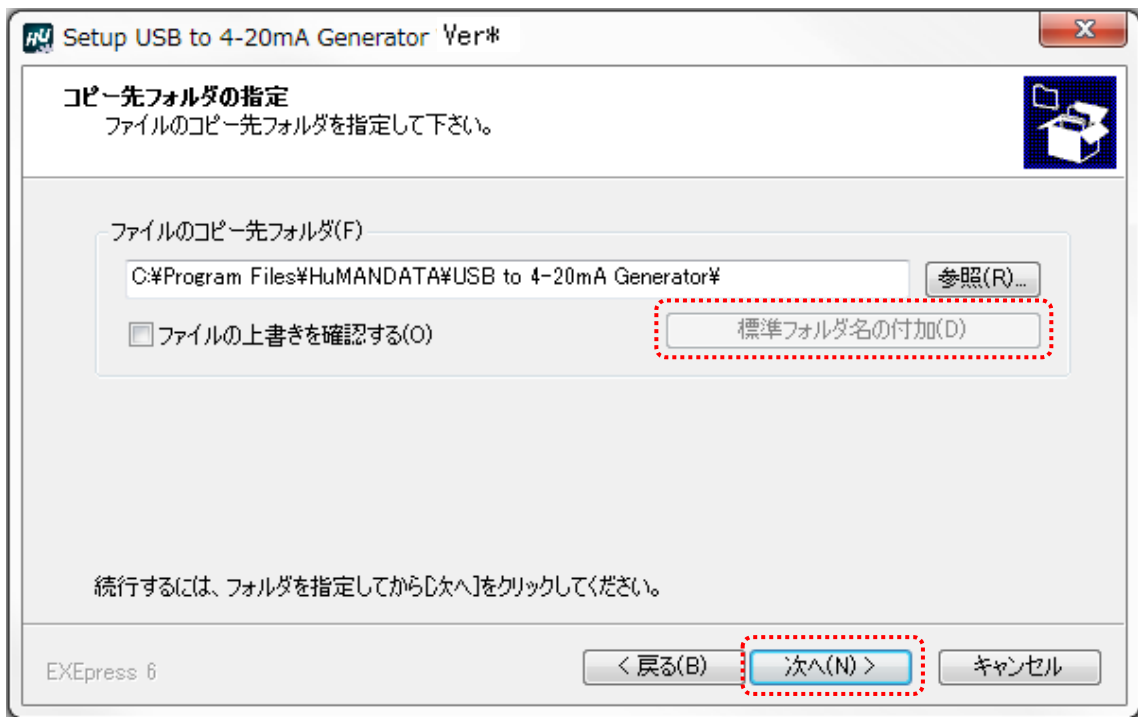 Setup USB to 4-20mA Generator Ver*
コピー先フォルダの指定
ファイルのコピー先フォルダを指定して下さい。
ファイルのコピー先フォルダ(F)
C:¥Program Files¥HuMANDATA¥USB to 4-20mA Generator¥
参照(R)...
ファイルの上書きを確認する(O)
標準フォルダ名の付加(D)
続行するには、フォルダを指定してから[次へ]をクリックしてください。
EXEpress 6
< 戻る(B)
次へ(N) >
キャンセル